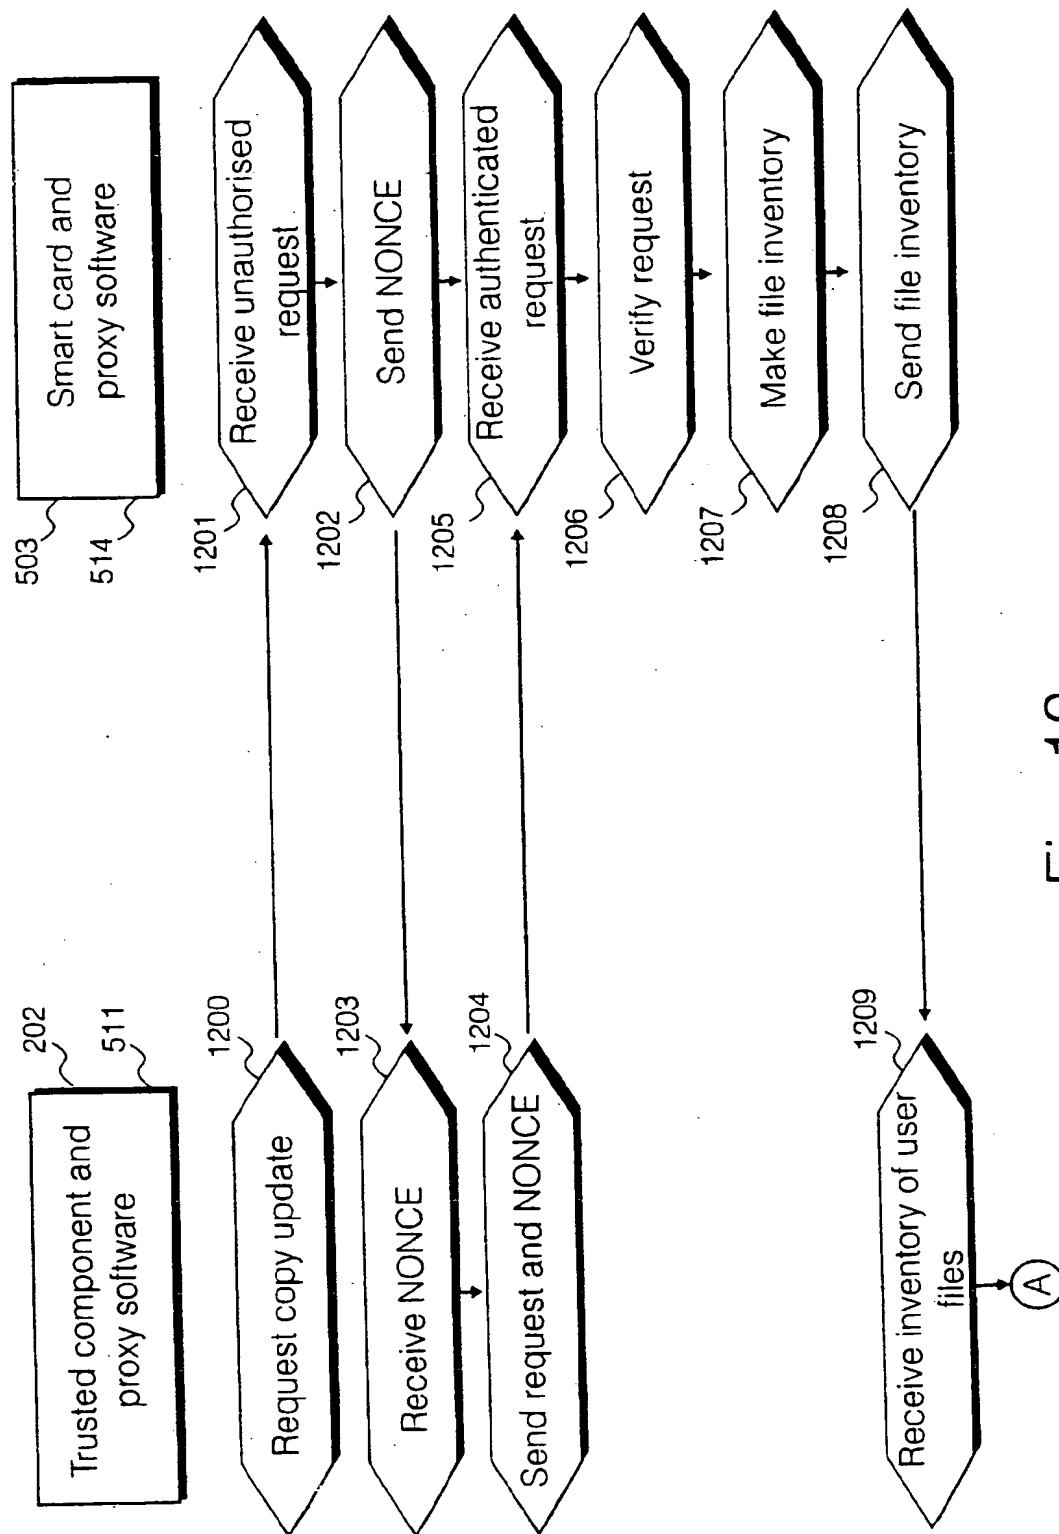 Trusted component and
proxy software
202
511
Smart card and
proxy software
503
514
Request copy update
1200
Receive unauthorised
request
1201
Send NONCE
1202
Receive NONCE
1203
Send request and NONCE
1204
Receive authenticated
request
1205
Verify request
1206
Make file inventory
1207
Send file inventory
1208
Receive inventory of user
files
1209
A